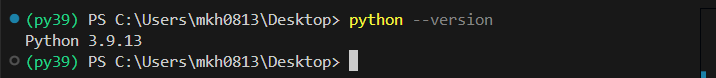 (py39) PS C:\Users\mkh0813\Desktop> python --version
Python 3.9.13
(py39) PS C:\Users\mkh0813\Desktop>